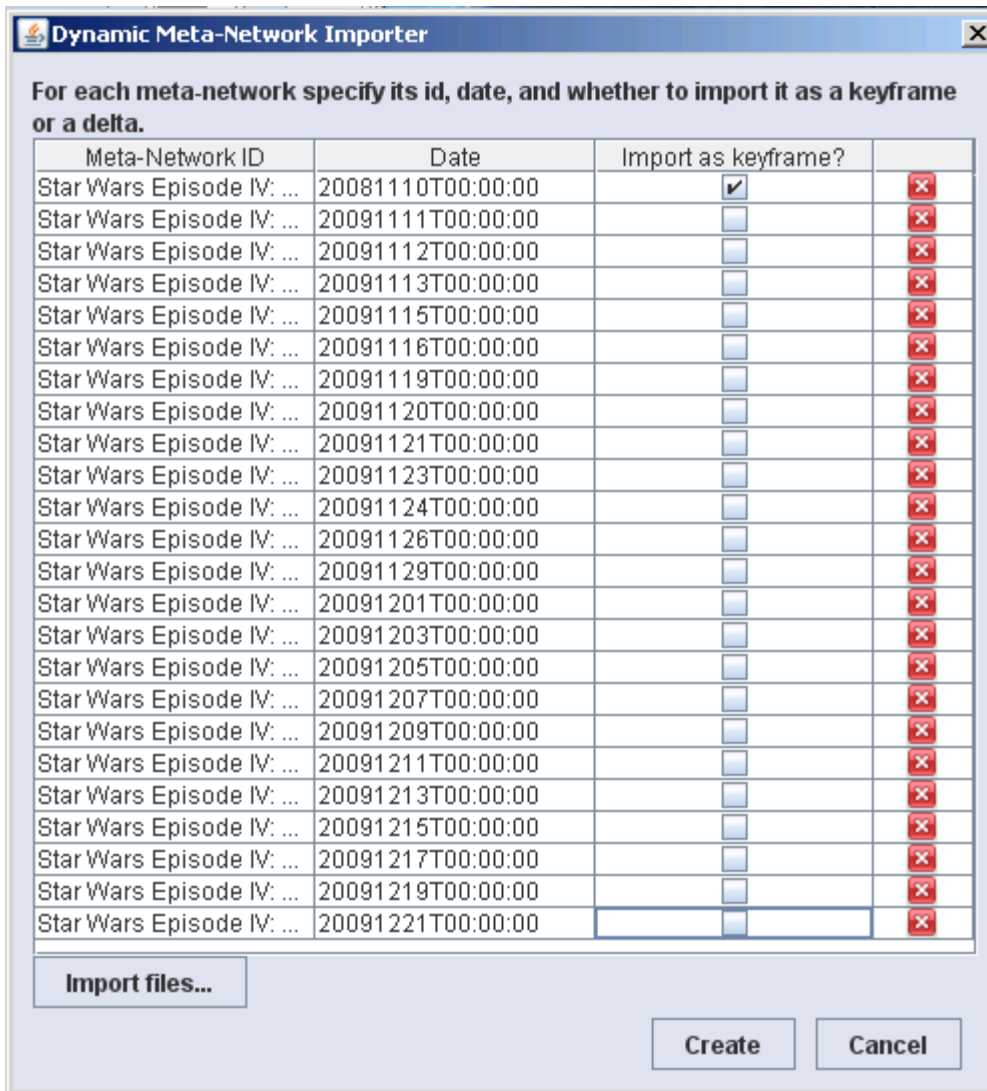 Dynamic Meta-Network Importer
For each meta-network specify its id, date, and whether to import it as a keyframe
or a delta.
Meta-Network ID Date Import as keyframe?
Star Wars Episode IV: ... 20081110T00:00:00
Star Wars Episode IV: ... 20091111T00:00:00
Star Wars Episode IV: ... 20091112T00:00:00
Star Wars Episode IV: ... 20091113T00:00:00
Star Wars Episode IV: ... 20091115T00:00:00
Star Wars Episode IV: ... 20091116T00:00:00
Star Wars Episode IV: ... 20091119T00:00:00
Star Wars Episode IV: ... 20091120T00:00:00
Star Wars Episode IV: ... 20091121T00:00:00
Star Wars Episode IV: ... 20091123T00:00:00
Star Wars Episode IV: ... 20091124T00:00:00
Star Wars Episode IV: ... 20091126T00:00:00
Star Wars Episode IV: ... 20091129T00:00:00
Star Wars Episode IV: ... 20091201T00:00:00
Star Wars Episode IV: ... 20091203T00:00:00
Star Wars Episode IV: ... 20091205T00:00:00
Star Wars Episode IV: ... 20091207T00:00:00
Star Wars Episode IV: ... 20091209T00:00:00
Star Wars Episode IV: ... 20091211T00:00:00
Star Wars Episode IV: ... 20091213T00:00:00
Star Wars Episode IV: ... 20091215T00:00:00
Star Wars Episode IV: ... 20091217T00:00:00
Star Wars Episode IV: ... 20091219T00:00:00
Star Wars Episode IV: ... 20091221T00:00:00
Import files...
Create Cancel